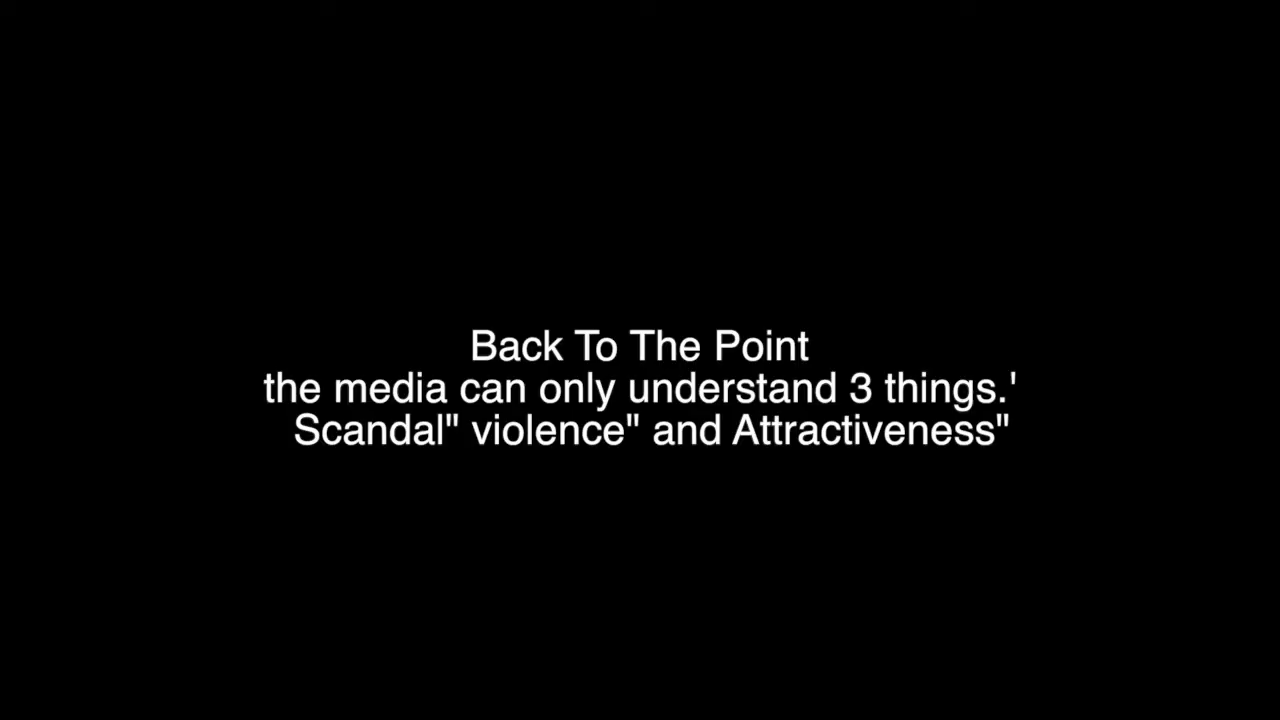 Back To The Point
the media can only understand 3 things.'
Scandal" violence" and Attractiveness"